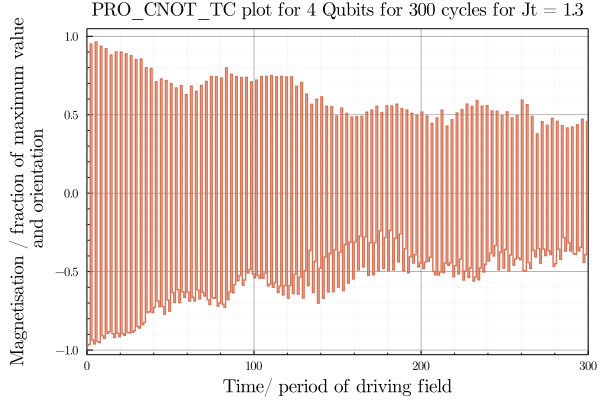 PRO_CNOT_TC plot for 4 Qubits for 300 cycles for Jt = 1.3
Magnetisation / fraction of maximum value
and orientation
1.0
0.5
0.0
−0.5
−1.0
0
100
200
300
Time/ period of driving field